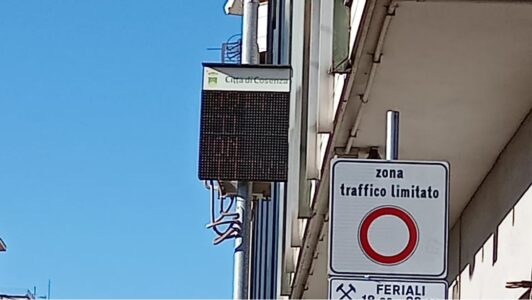 Città di Cosenza
zona
traffico limitato
FERIALI